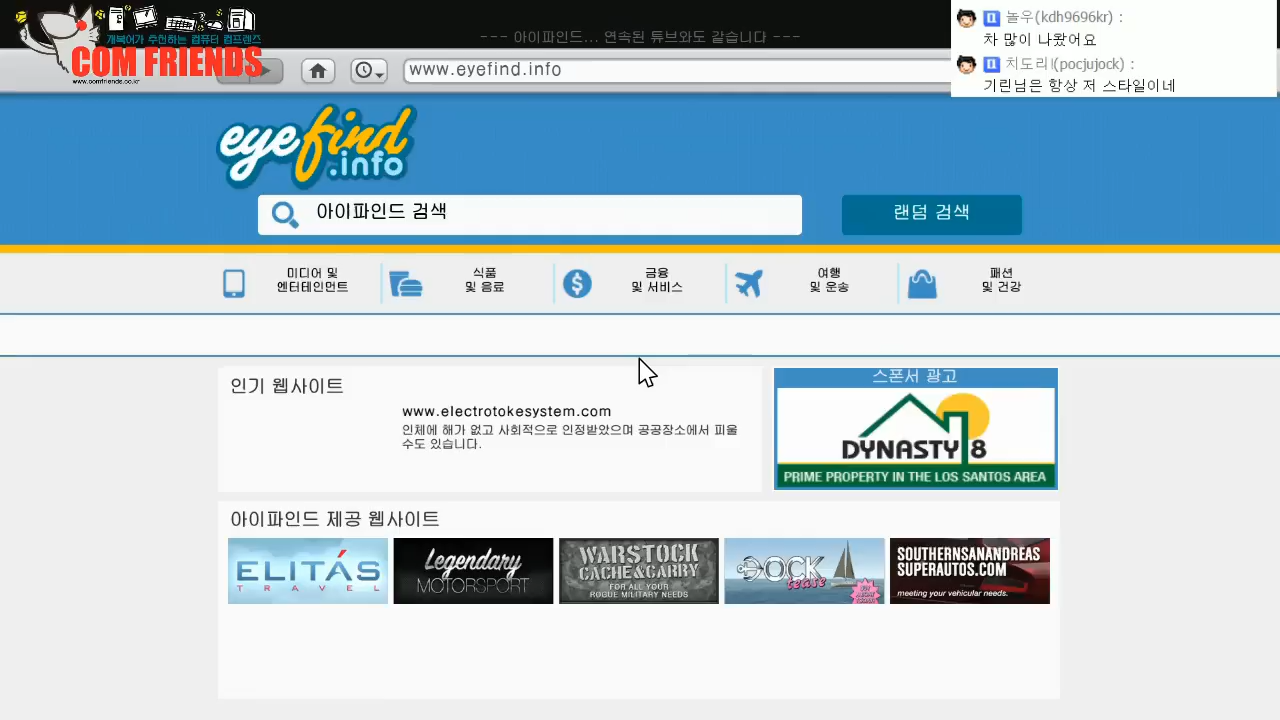 개복어가 추천하는 컴퓨터 컴프렌즈
COM FRIENDS
www.comfriends.co.kr
--- 아이파인드... 연속된 튜브와도 같습니다 ---
놀우(kdh9696kr) :
차 많이 나왔어요
치도리(pocjujock) :
기린님은 항상 저 스타일이네
www.eyefind.info
eyefind
.info
아이파인드 검색
랜덤 검색
미디어 및
엔터테인먼트
식품
및 음료
금융
및 서비스
여행
및 운송
패션
및 건강
인기 웹사이트
www.electrotokesystem.com
인체에 해가 없고 사회적으로 인정받았으며 공공장소에서 피울
수도 있습니다.
스폰서 광고
DYNASTY 8
PRIME PROPERTY IN THE LOS SANTOS AREA
아이파인드 제공 웹사이트
ELITÁS
TRAVEL
Legendary
MOTORSPORT
WARSTOCK
CACHE & CARRY
FOR ALL YOUR
ROGUE MILITARY NEEDS
DOCK
tease
SOUTHERNSANANDREAS
SUPERAUTOS.COM
meeting your vehicular needs.